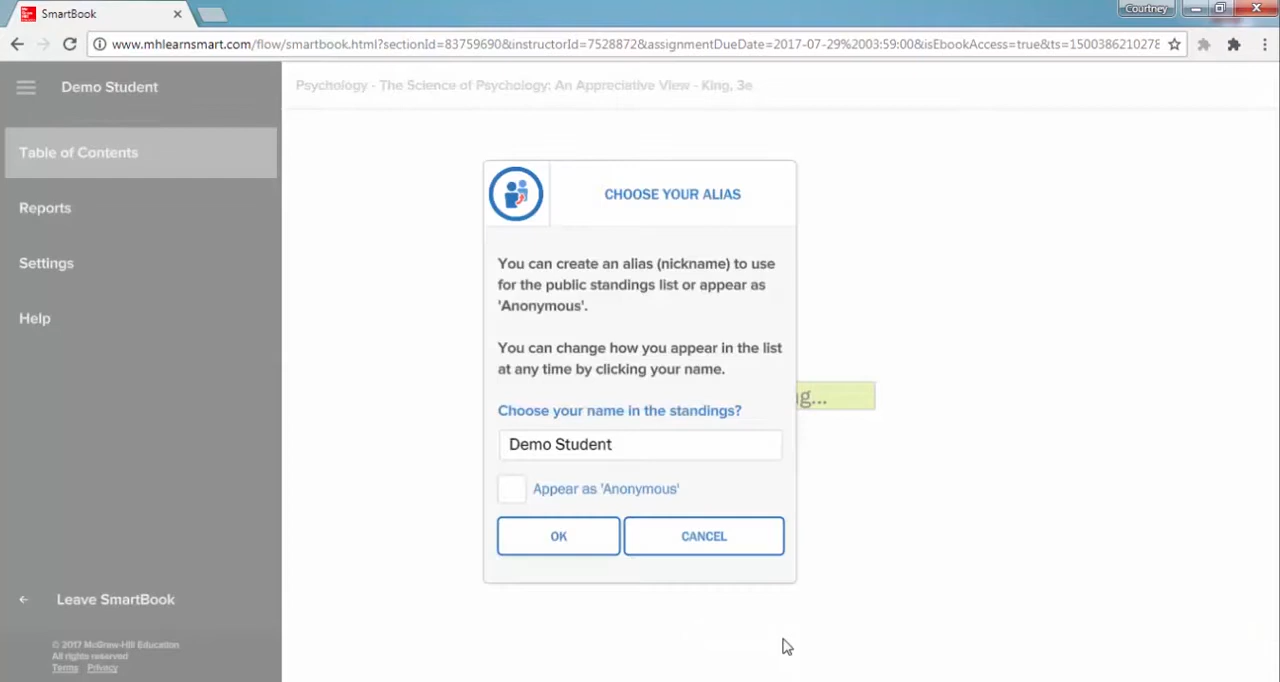 SmartBook
Courtney
www.mhlearnsmart.com/flow/smartbook.html?sectionId=83759690&instructorId=7528872&assignmentDueDate=2017-07-29%2003:59:00&isEbookAccess=true&ts=1500386210278
Demo Student
Psychology - The Science of Psychology: An Appreciative View - King, 3e
Table of Contents
Reports
Settings
Help
CHOOSE YOUR ALIAS
You can create an alias (nickname) to use
for the public standings list or appear as
'Anonymous'.
You can change how you appear in the list
at any time by clicking your name.
Choose your name in the standings?
Demo Student
Appear as 'Anonymous'
OK
CANCEL
g...
Leave SmartBook
© 2017 McGraw-Hill Education
All rights reserved
Terms Privacy